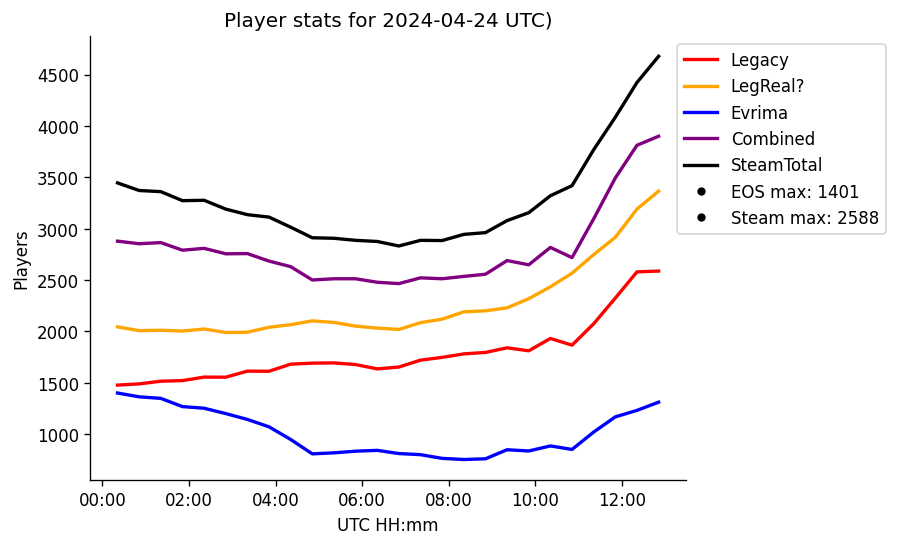 Player stats for 2024-04-24 UTC)
Legacy
LegReal?
Evrima
Combined
SteamTotal
EOS max: 1401
Steam max: 2588
4500
4000
3500
3000
2500
2000
1500
1000
Players
00:00 02:00 04:00 06:00 08:00 10:00 12:00
UTC HH:mm